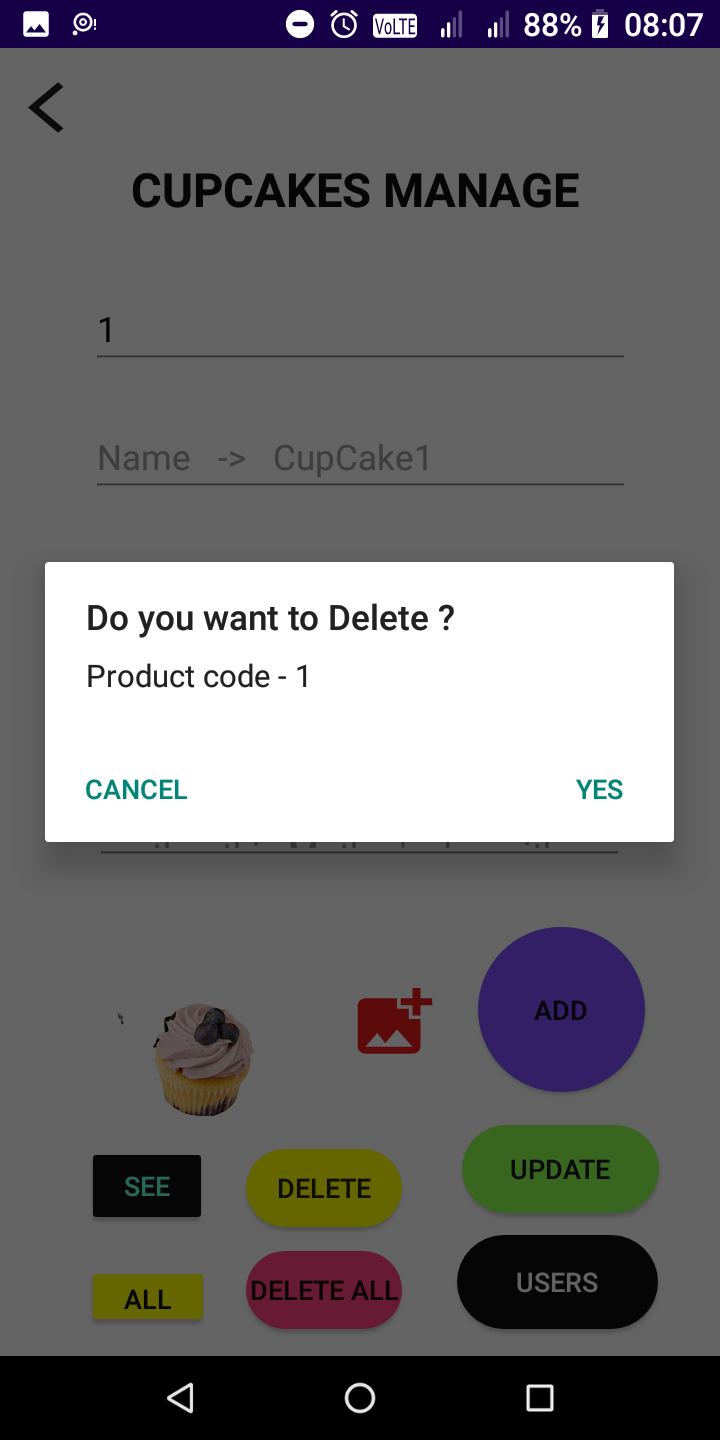 VoLTE 88% 08:07
CUPCAKES MANAGE
1
Name -> CupCake1
Do you want to Delete ?
Product code - 1
CANCEL YES
ADD
SEE DELETE UPDATE
ALL DELETE ALL USERS